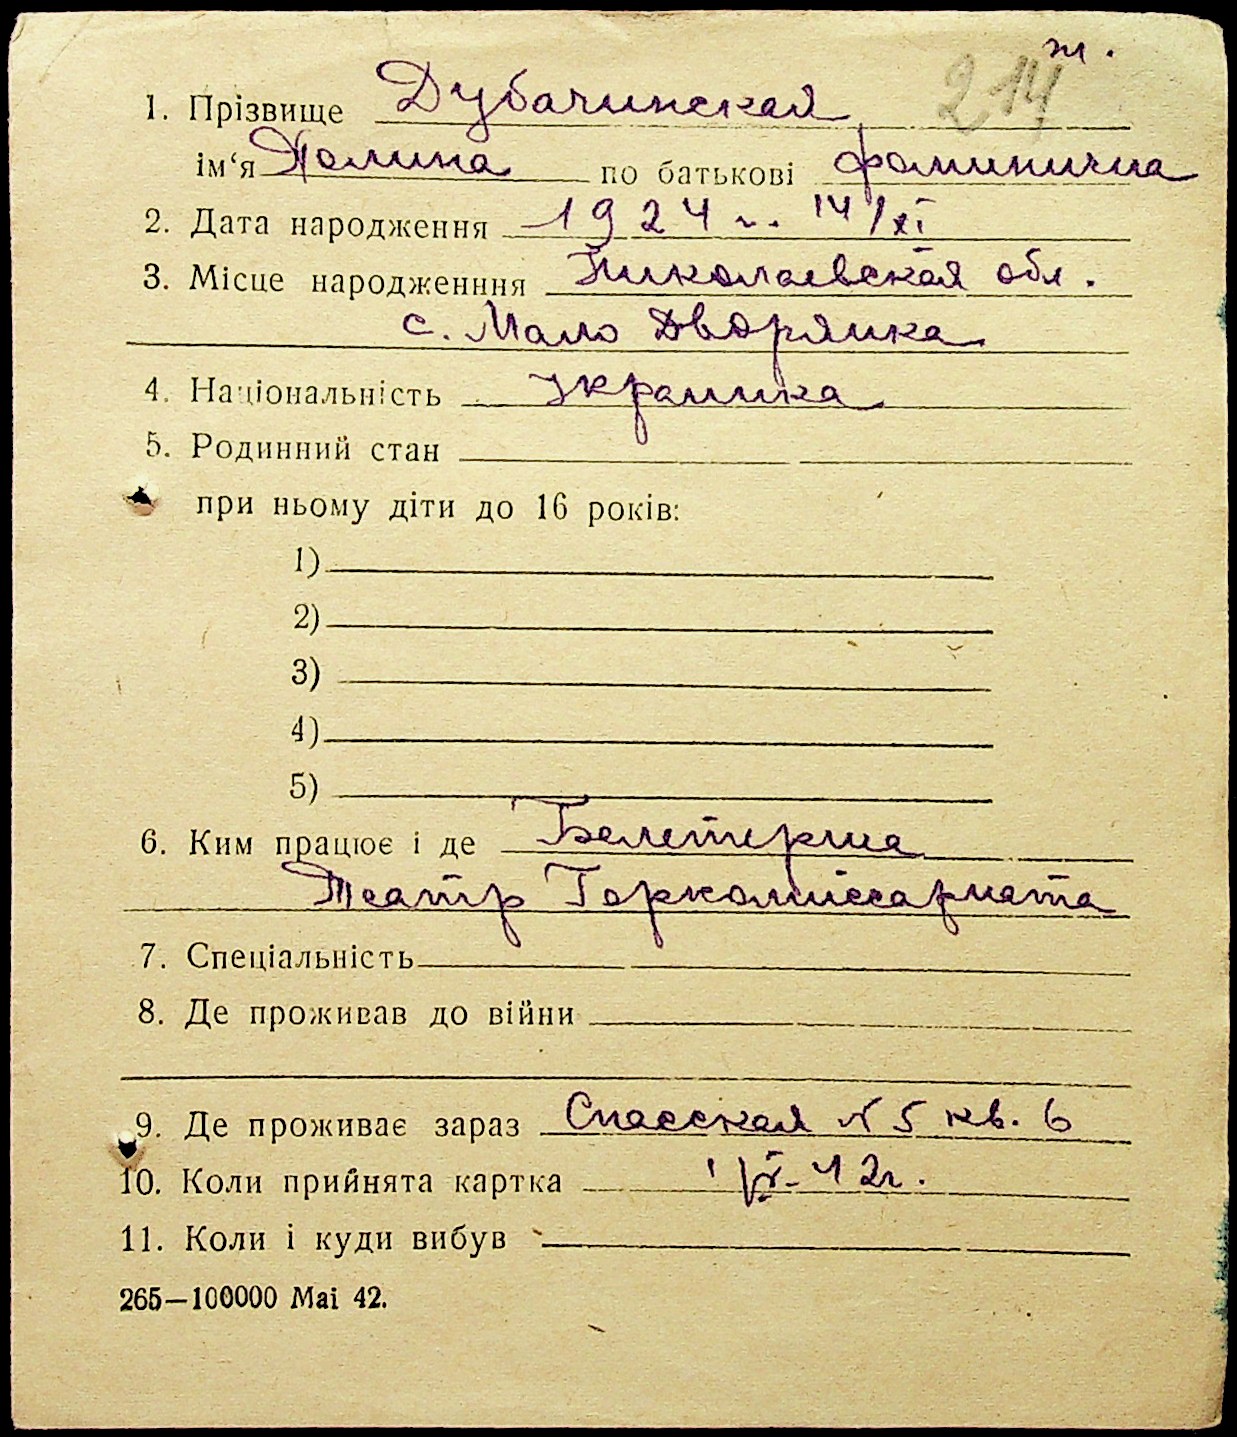 ж.
214
1. Прізвище Дубачинская
ім‘я Полина по батькові Фоминична
2. Дата народження 1924 г. 14/XI
3. Місце народженння Николаевская обл.
с. Мало Дворянка
4. Національність украинка
5. Родинний стан
при ньому діти до 16 років:
1)
2)
3)
4)
5)
6. Ким працює і де Белетерша
Театр Горкомиссариата
7. Спеціальність
8. Де проживав до війни
9. Де проживає зараз Спасская N 5 кв. 6
10. Коли прийнята картка 42г.
11. Коли і куди вибув
265—100000 Mai 42.